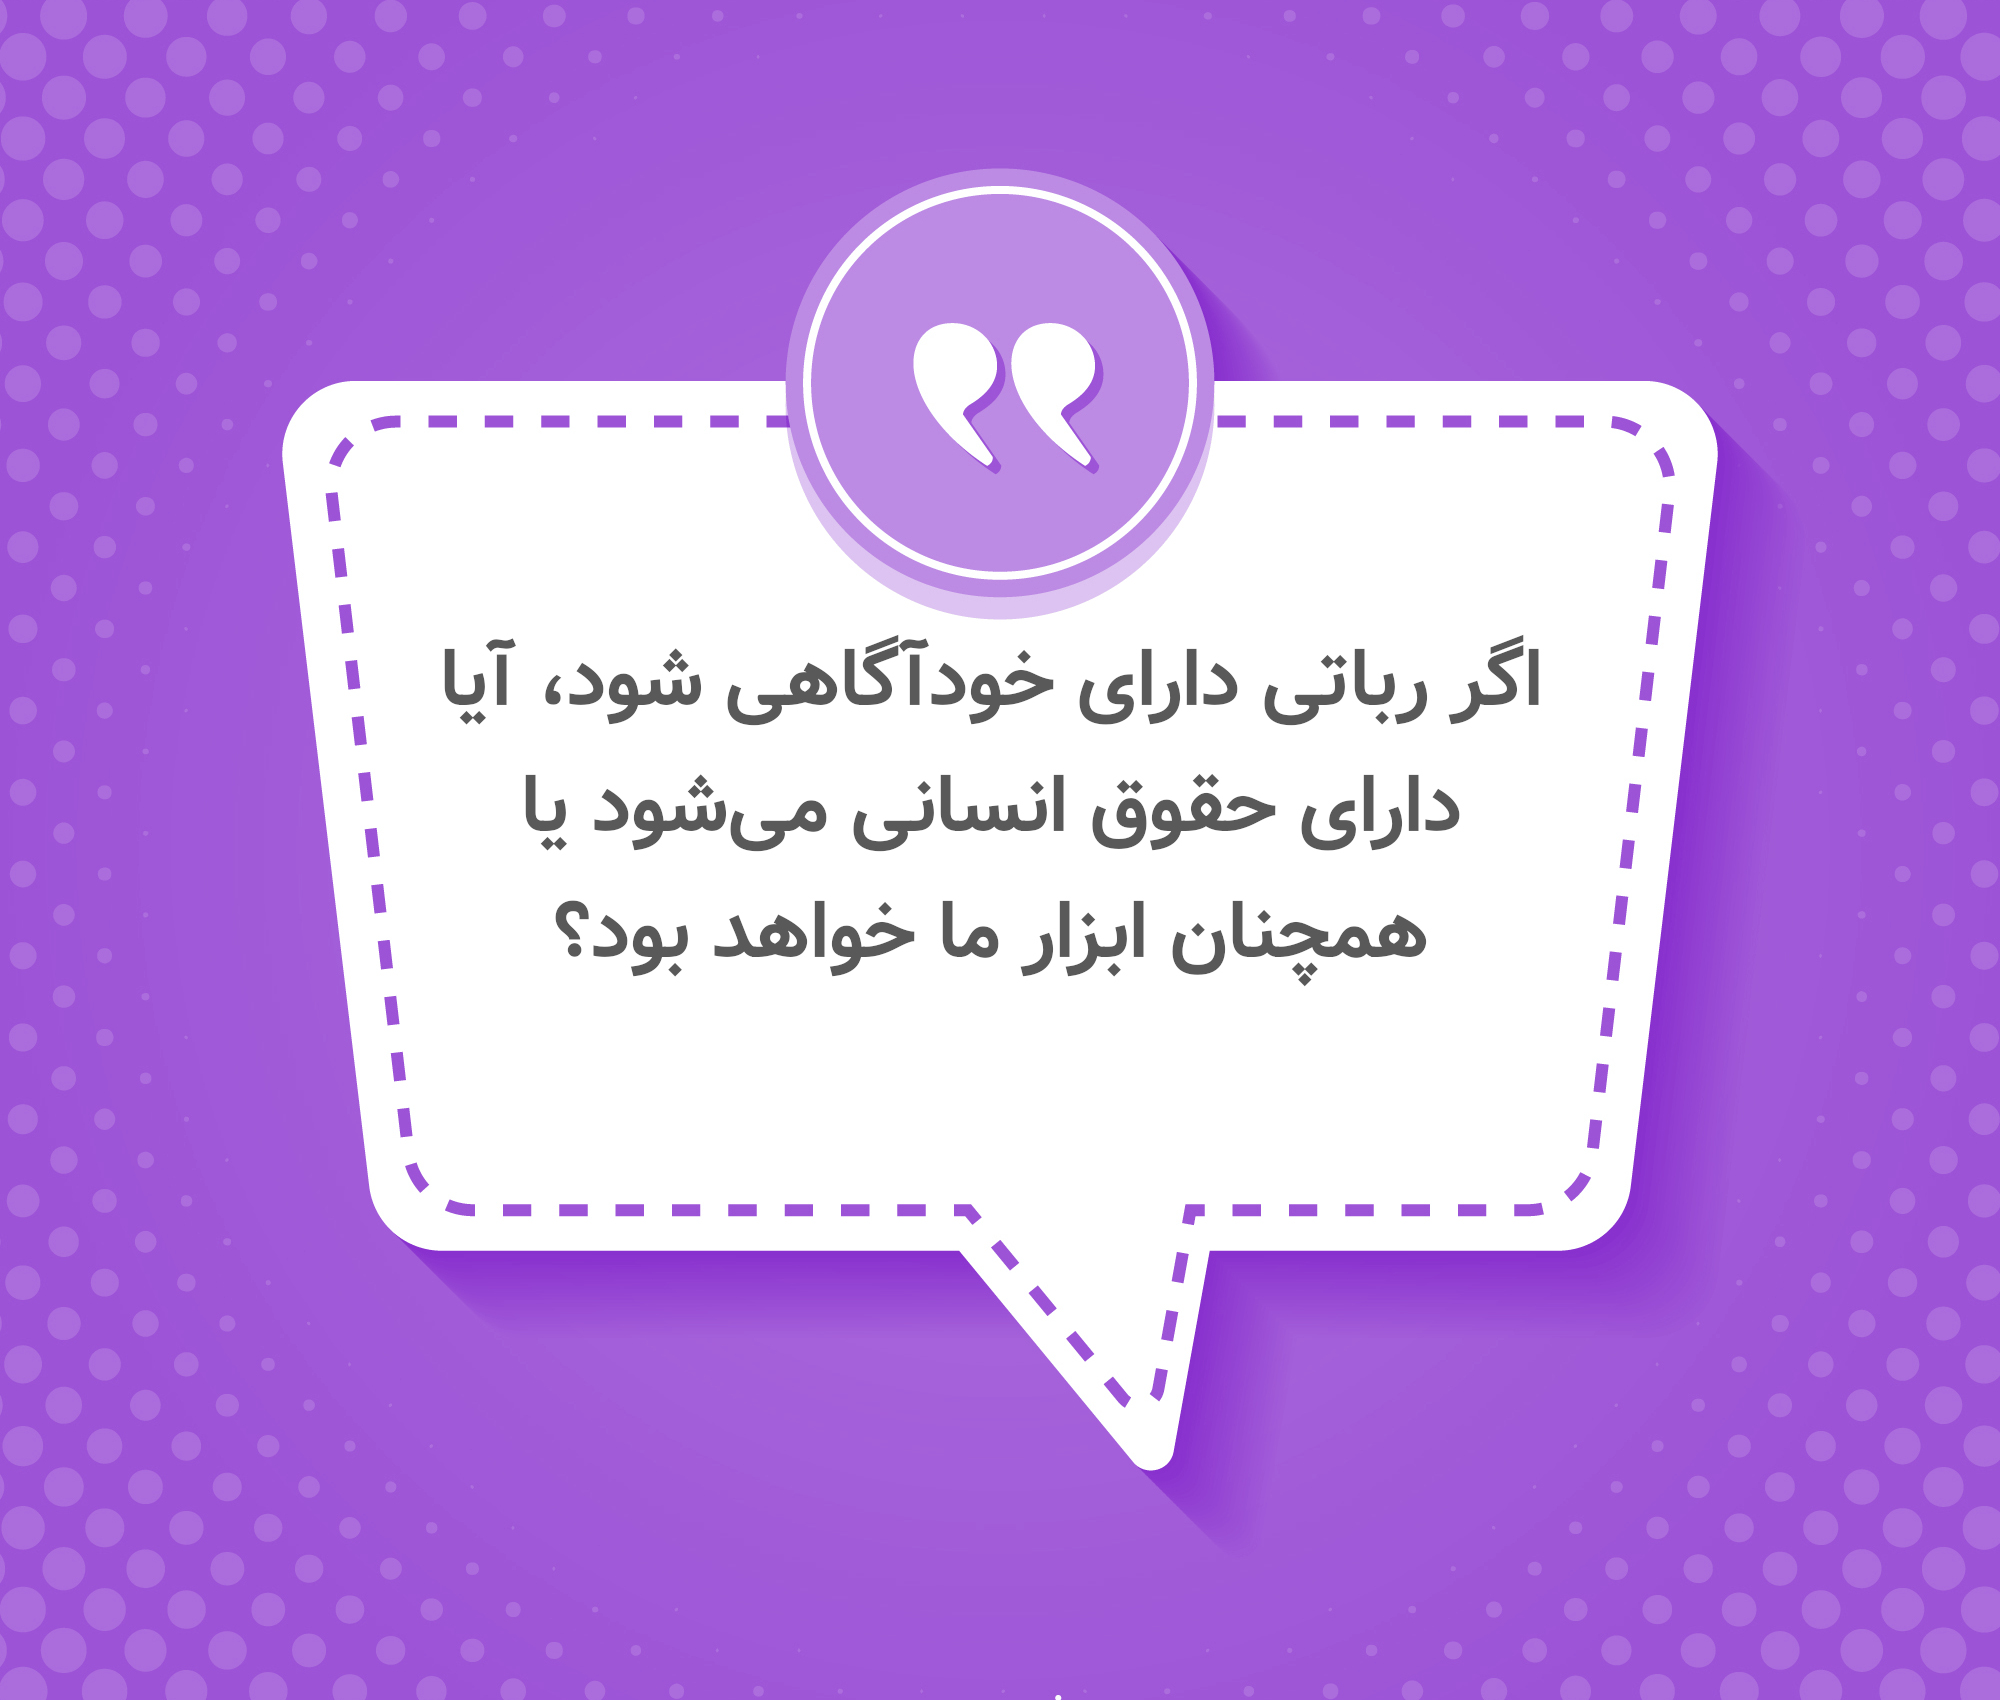 اگر رباتی دارای خودآگاهی شود، آیا
دارای حقوق انسانی می‌شود یا
همچنان ابزار ما خواهد بود؟